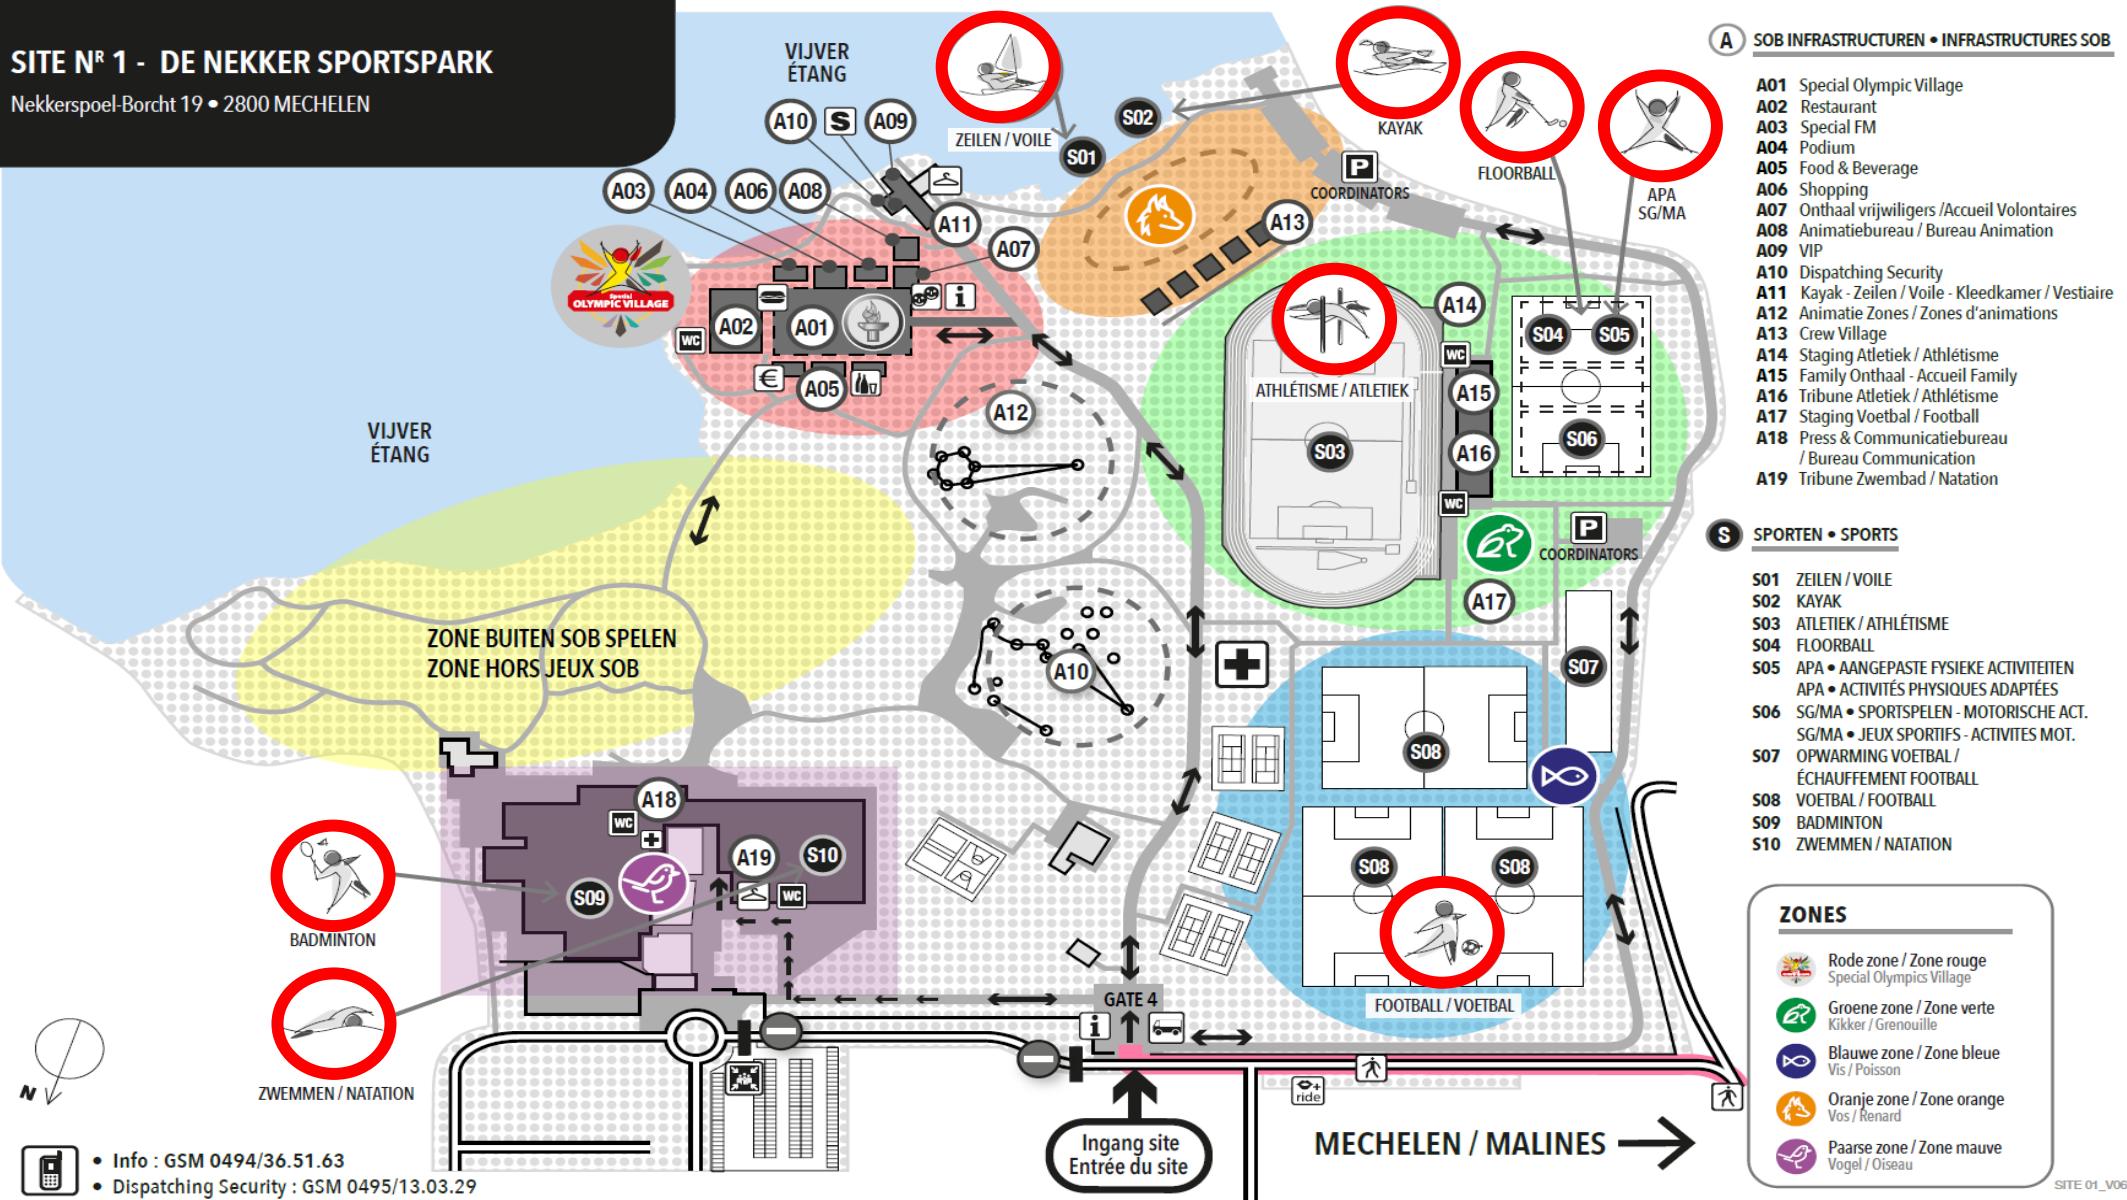 SITE Nᴿ 1 - DE NEKKER SPORTSPARK
Nekkerspoel-Borcht 19 • 2800 MECHELEN
VIJVER
ÉTANG
ZEILEN / VOILE
KAYAK
FLOORBALL
APA
SG/MA
A10
S
A09
S02
S01
P
COORDINATORS
A03
A04
A06
A08
A11
A07
A13
Special
OLYMPIC VILLAGE
WC
A02
A01
i
€
A05
A12
ATHLÉTISME / ATLETIEK
A14
WC
A15
S03
A16
WC
S04
S05
S06
P
COORDINATORS
A17
VIJVER
ÉTANG
ZONE BUITEN SOB SPELEN
ZONE HORS JEUX SOB
A10
S07
S08
S08
S08
FOOTBALL / VOETBAL
A18
WC
A19
S10
S09
WC
BADMINTON
ZWEMMEN / NATATION
GATE 4
i
ride
Ingang site
Entrée du site
MECHELEN / MALINES
N
• Info : GSM 0494/36.51.63
• Dispatching Security : GSM 0495/13.03.29
A SOB INFRASTRUCTUREN • INFRASTRUCTURES SOB
A01 Special Olympic Village
A02 Restaurant
A03 Special FM
A04 Podium
A05 Food & Beverage
A06 Shopping
A07 Onthaal vrijwiligers /Accueil Volontaires
A08 Animatiebureau / Bureau Animation
A09 VIP
A10 Dispatching Security
A11 Kayak - Zeilen / Voile - Kleedkamer / Vestiaire
A12 Animatie Zones / Zones d'animations
A13 Crew Village
A14 Staging Atletiek / Athlétisme
A15 Family Onthaal - Accueil Family
A16 Tribune Atletiek / Athlétisme
A17 Staging Voetbal / Football
A18 Press & Communicatiebureau
/ Bureau Communication
A19 Tribune Zwembad / Natation
S SPORTEN • SPORTS
S01 ZEILEN / VOILE
S02 KAYAK
S03 ATLETIEK / ATHLÉTISME
S04 FLOORBALL
S05 APA • AANGEPASTE FYSIEKE ACTIVITEITEN
APA • ACTIVITÉS PHYSIQUES ADAPTÉES
S06 SG/MA • SPORTSPELEN - MOTORISCHE ACT.
SG/MA • JEUX SPORTIFS - ACTIVITES MOT.
S07 OPWARMING VOETBAL /
ÉCHAUFFEMENT FOOTBALL
S08 VOETBAL / FOOTBALL
S09 BADMINTON
S10 ZWEMMEN / NATATION
ZONES
Rode zone / Zone rouge
Special Olympics Village
Groene zone / Zone verte
Kikker / Grenouille
Blauwe zone / Zone bleue
Vis / Poisson
Oranje zone / Zone orange
Vos / Renard
Paarse zone / Zone mauve
Vogel / Oiseau